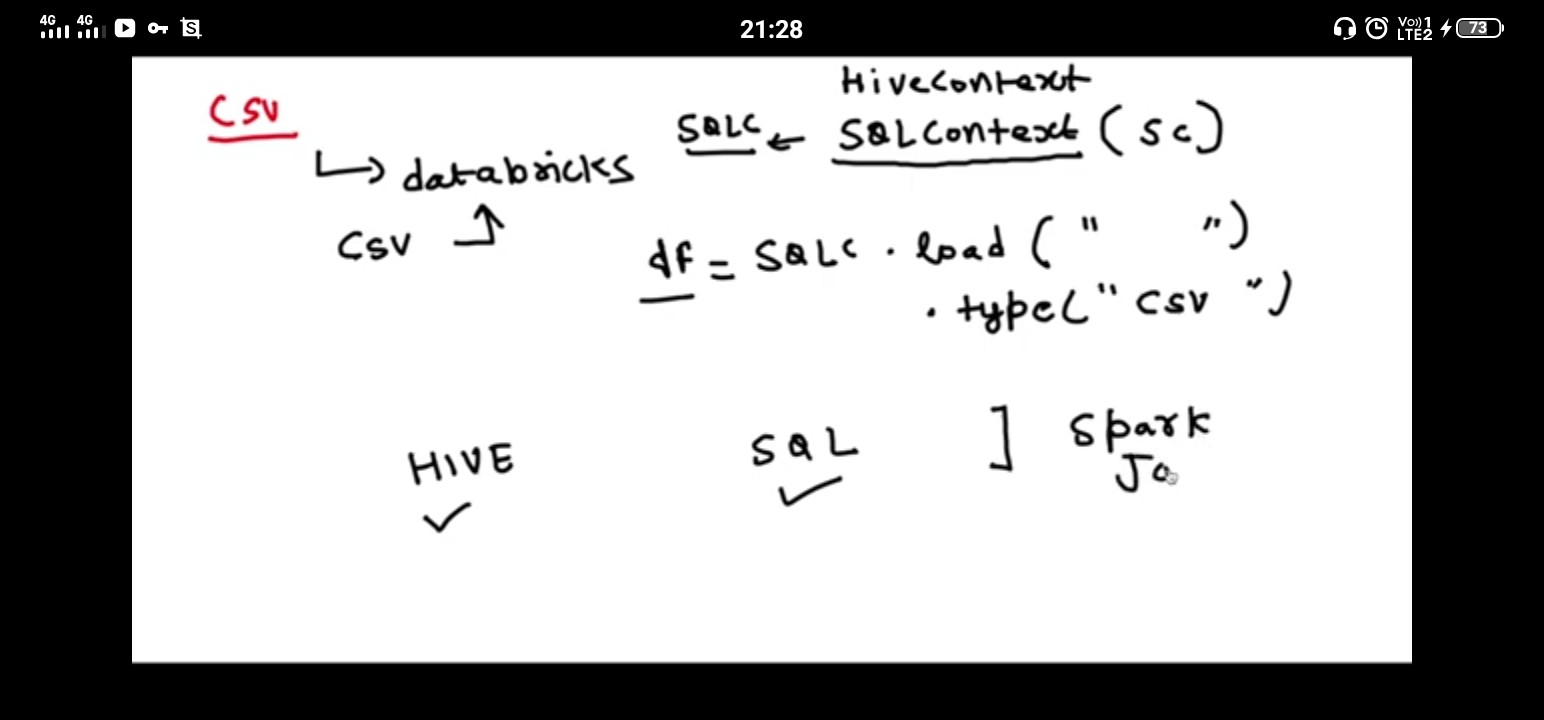 4G 4G 21:28 Vo)) 1 LTE2 73
CSV
HiveContext
SQLC ← SQLContext (sc)
↳ databricks
CSV
df = SQLC . load (" ")
. type(" CSV ")
HIVE SQL ] Spark
Jo